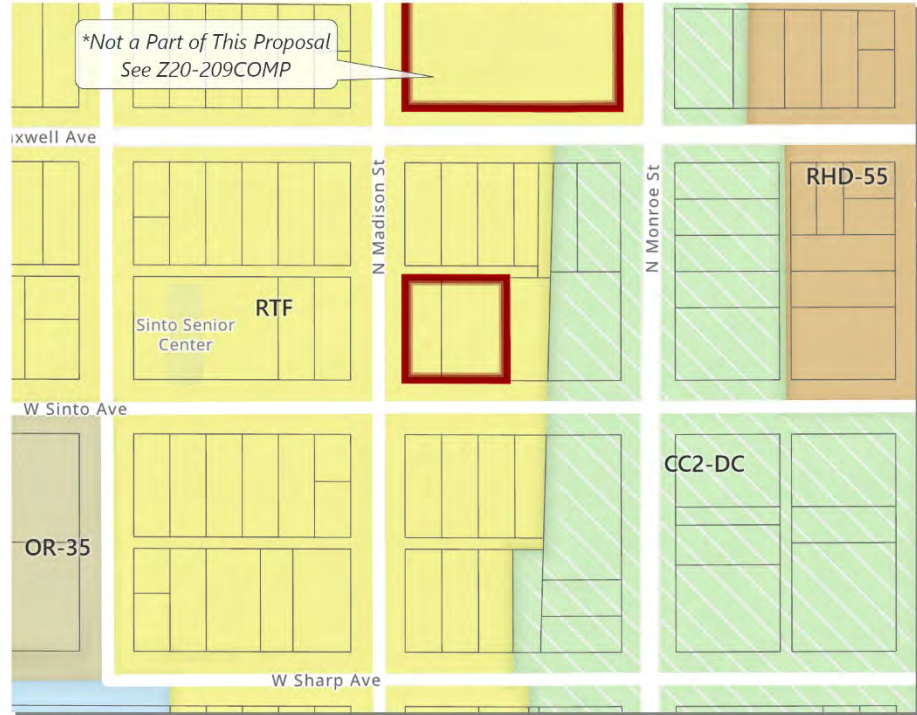 *Not a Part of This Proposal
See Z20-209COMP
xwell Ave
N Madison St
N Monroe St
RHD-55
RTF
Sinto Senior
Center
W Sinto Ave
CC2-DC
OR-35
W Sharp Ave